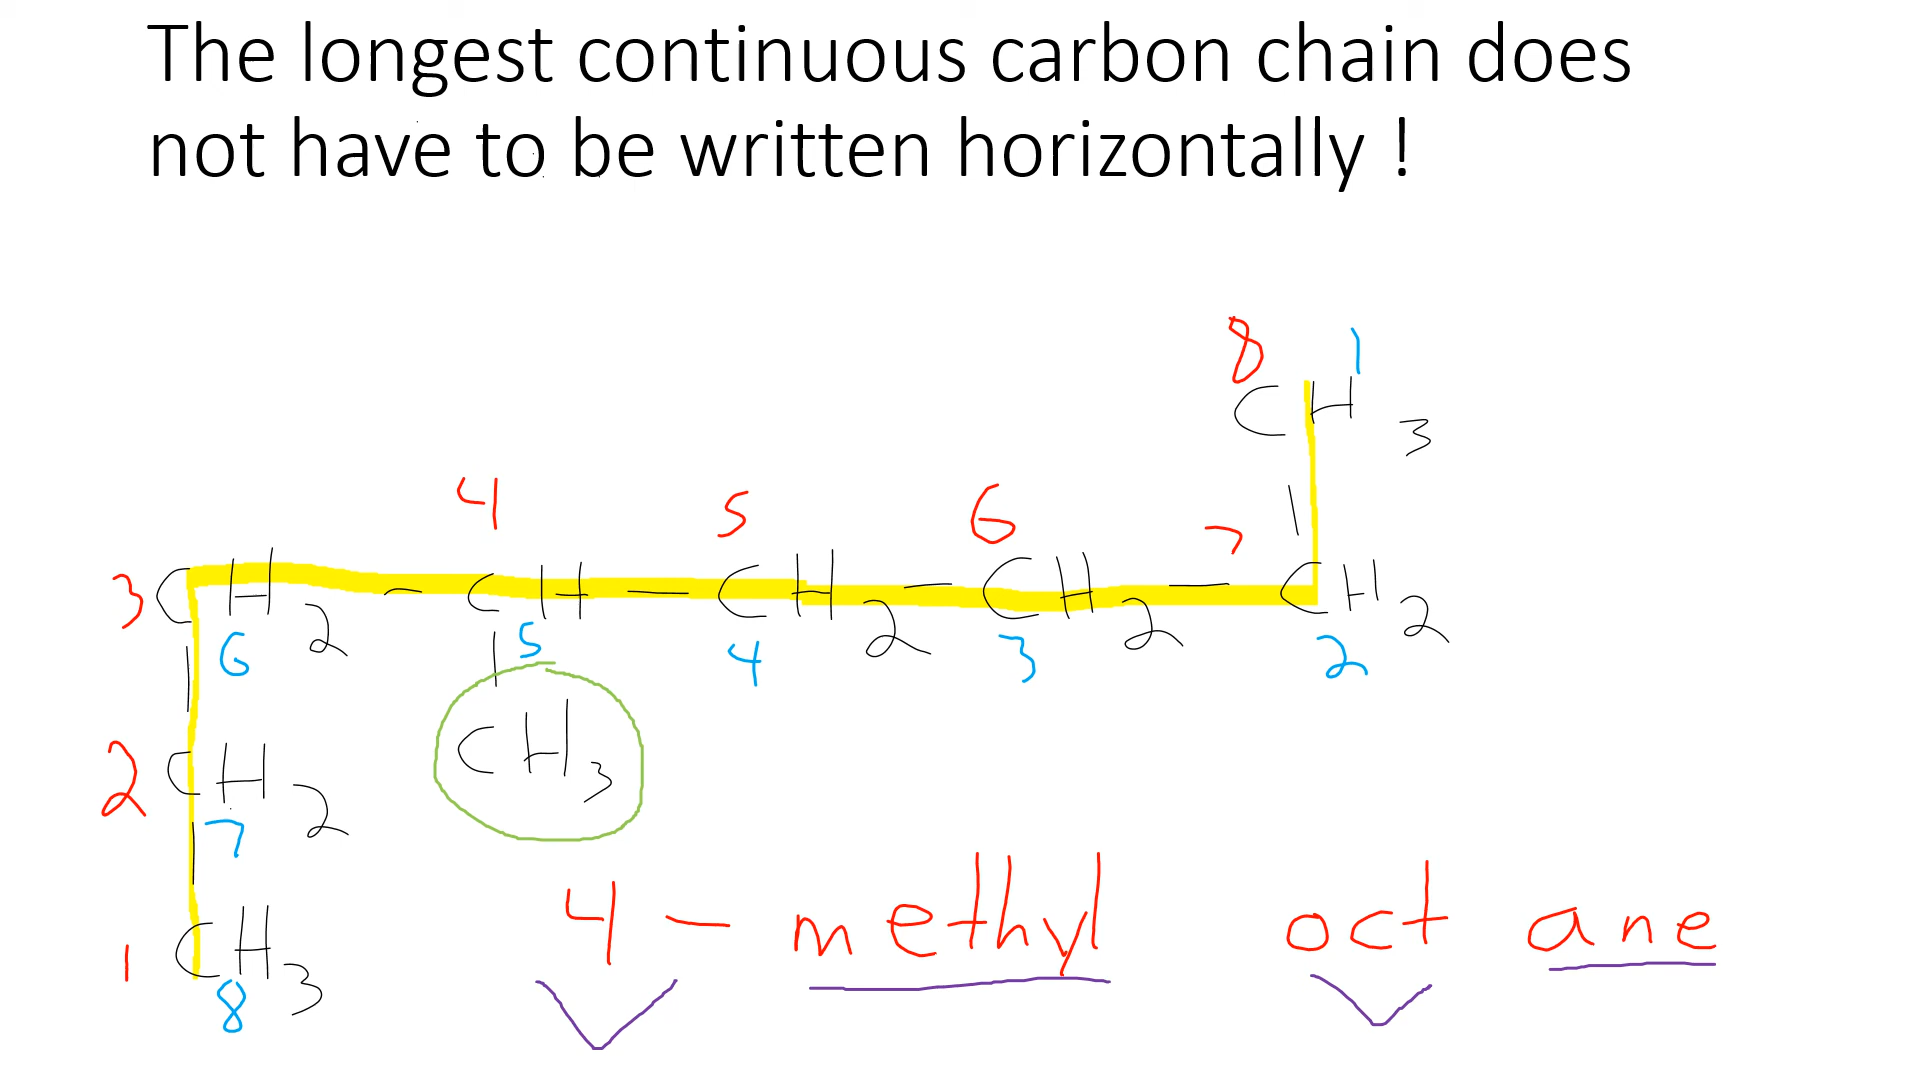 The longest continuous carbon chain does
not have to be written horizontally !
8 1
CH3
4 5 6 7
3 CH2 - CH - CH2 - CH2 - CH2
6 5 4 3 2
2 CH2 CH3
7
4 - methyl oct ane
1 CH3
8